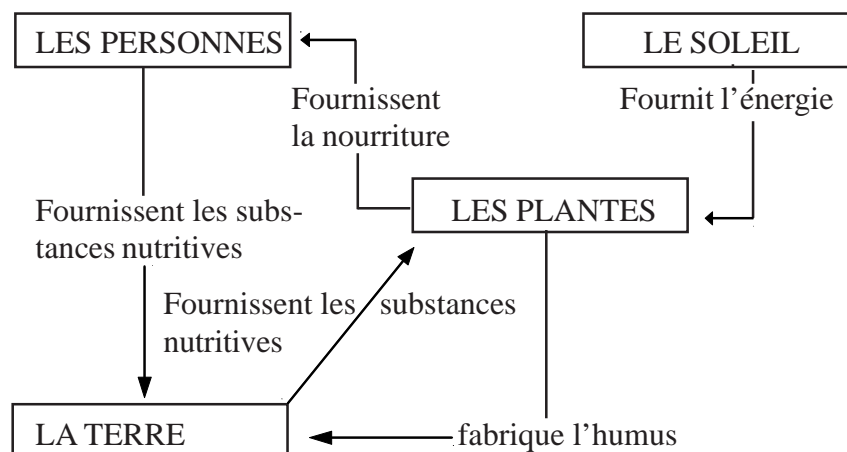 LES PERSONNES
LE SOLEIL
Fournissent
la nourriture
Fournit l’énergie
LES PLANTES
Fournissent les subs-
tances nutritives
Fournissent les substances
nutritives
LA TERRE
fabrique l’humus